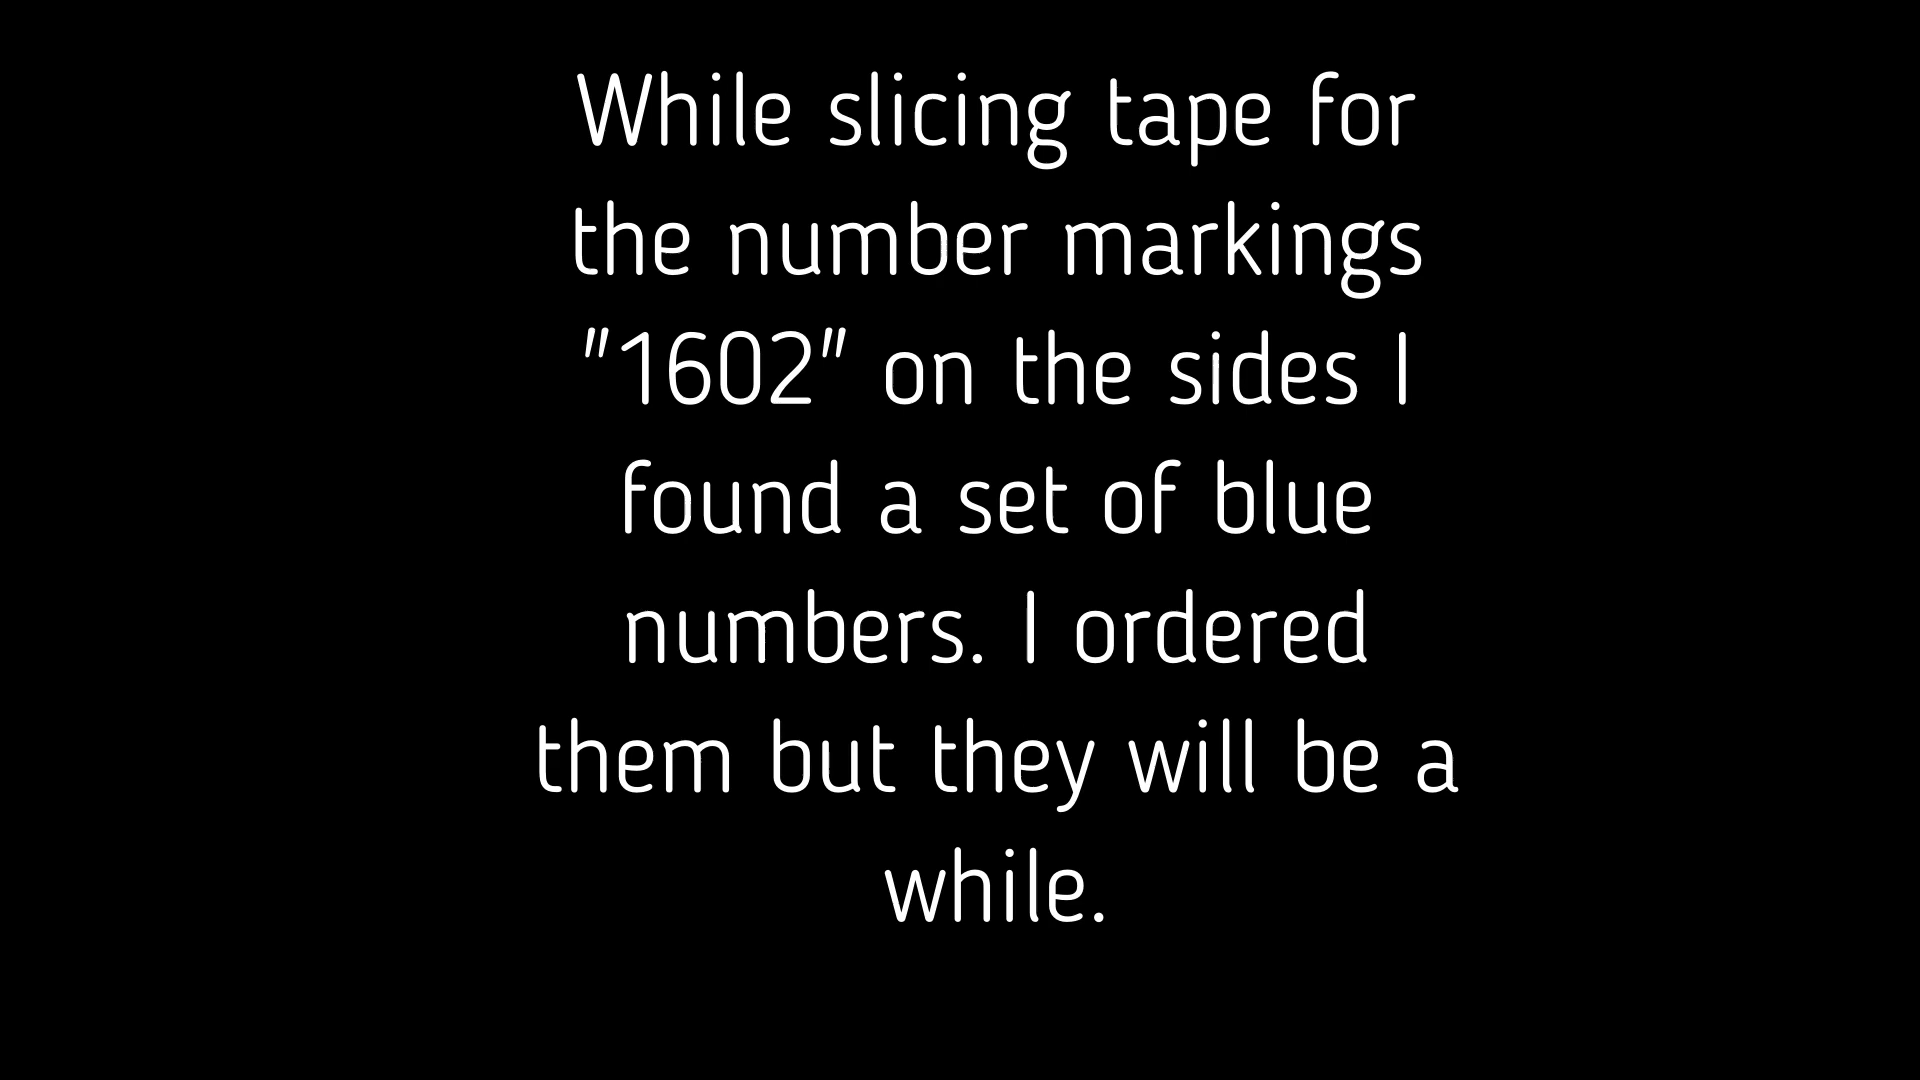 While slicing tape for
the number markings
"1602" on the sides I
found a set of blue
numbers. I ordered
them but they will be a
while.